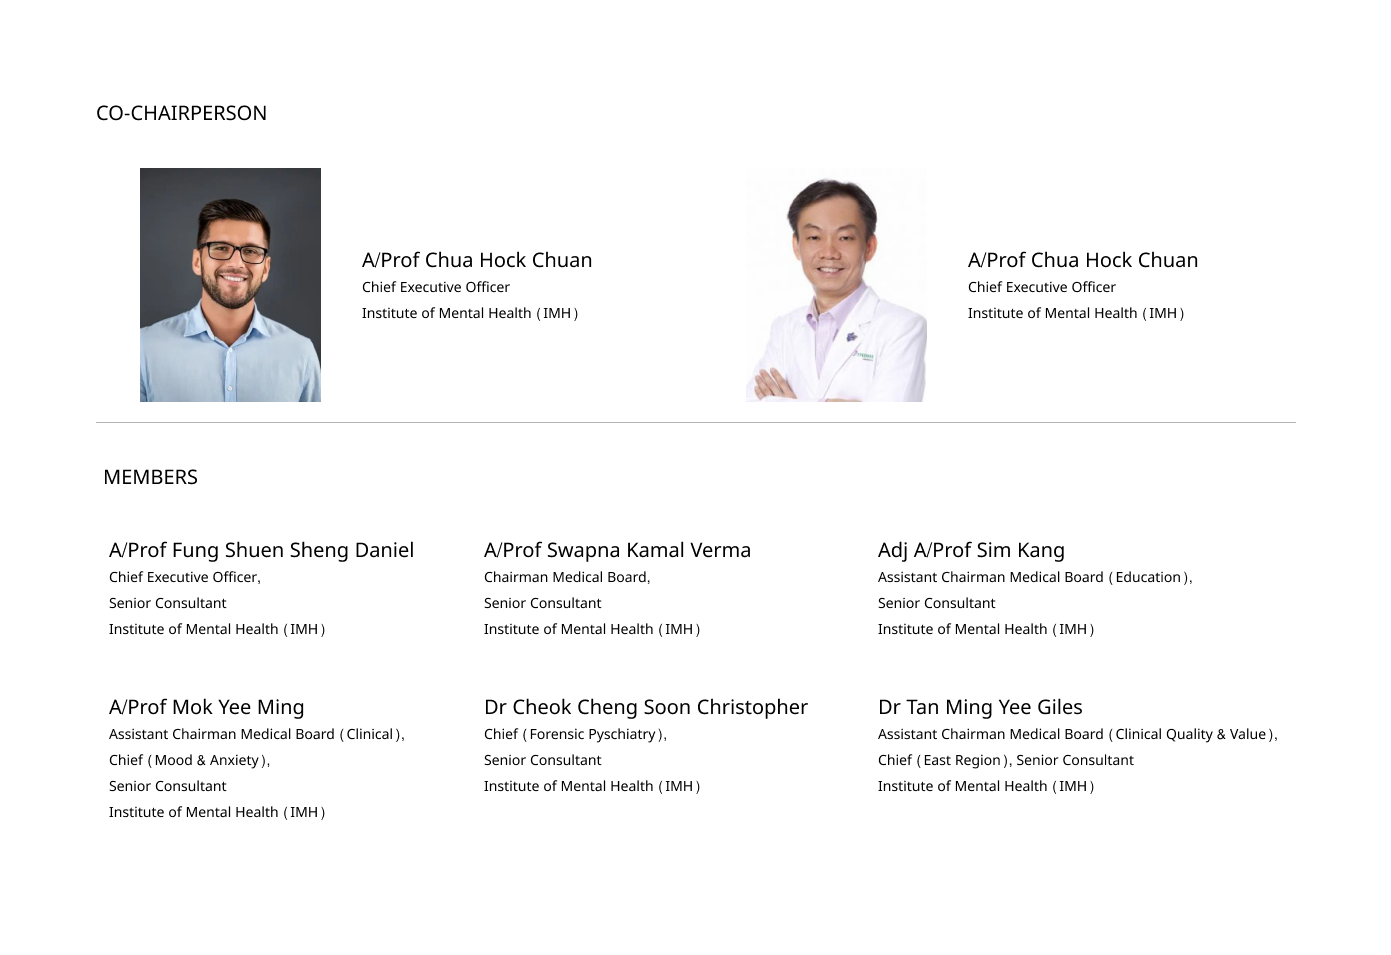 CO-CHAIRPERSON
A/Prof Chua Hock Chuan
Chief Executive Officer
Institute of Mental Health (IMH)
A/Prof Chua Hock Chuan
Chief Executive Officer
Institute of Mental Health (IMH)
MEMBERS
A/Prof Fung Shuen Sheng Daniel
Chief Executive Officer,
Senior Consultant
Institute of Mental Health (IMH)
A/Prof Swapna Kamal Verma
Chairman Medical Board,
Senior Consultant
Institute of Mental Health (IMH)
Adj A/Prof Sim Kang
Assistant Chairman Medical Board (Education),
Senior Consultant
Institute of Mental Health (IMH)
A/Prof Mok Yee Ming
Assistant Chairman Medical Board (Clinical),
Chief (Mood & Anxiety),
Senior Consultant
Institute of Mental Health (IMH)
Dr Cheok Cheng Soon Christopher
Chief (Forensic Pyschiatry),
Senior Consultant
Institute of Mental Health (IMH)
Dr Tan Ming Yee Giles
Assistant Chairman Medical Board (Clinical Quality & Value),
Chief (East Region), Senior Consultant
Institute of Mental Health (IMH)